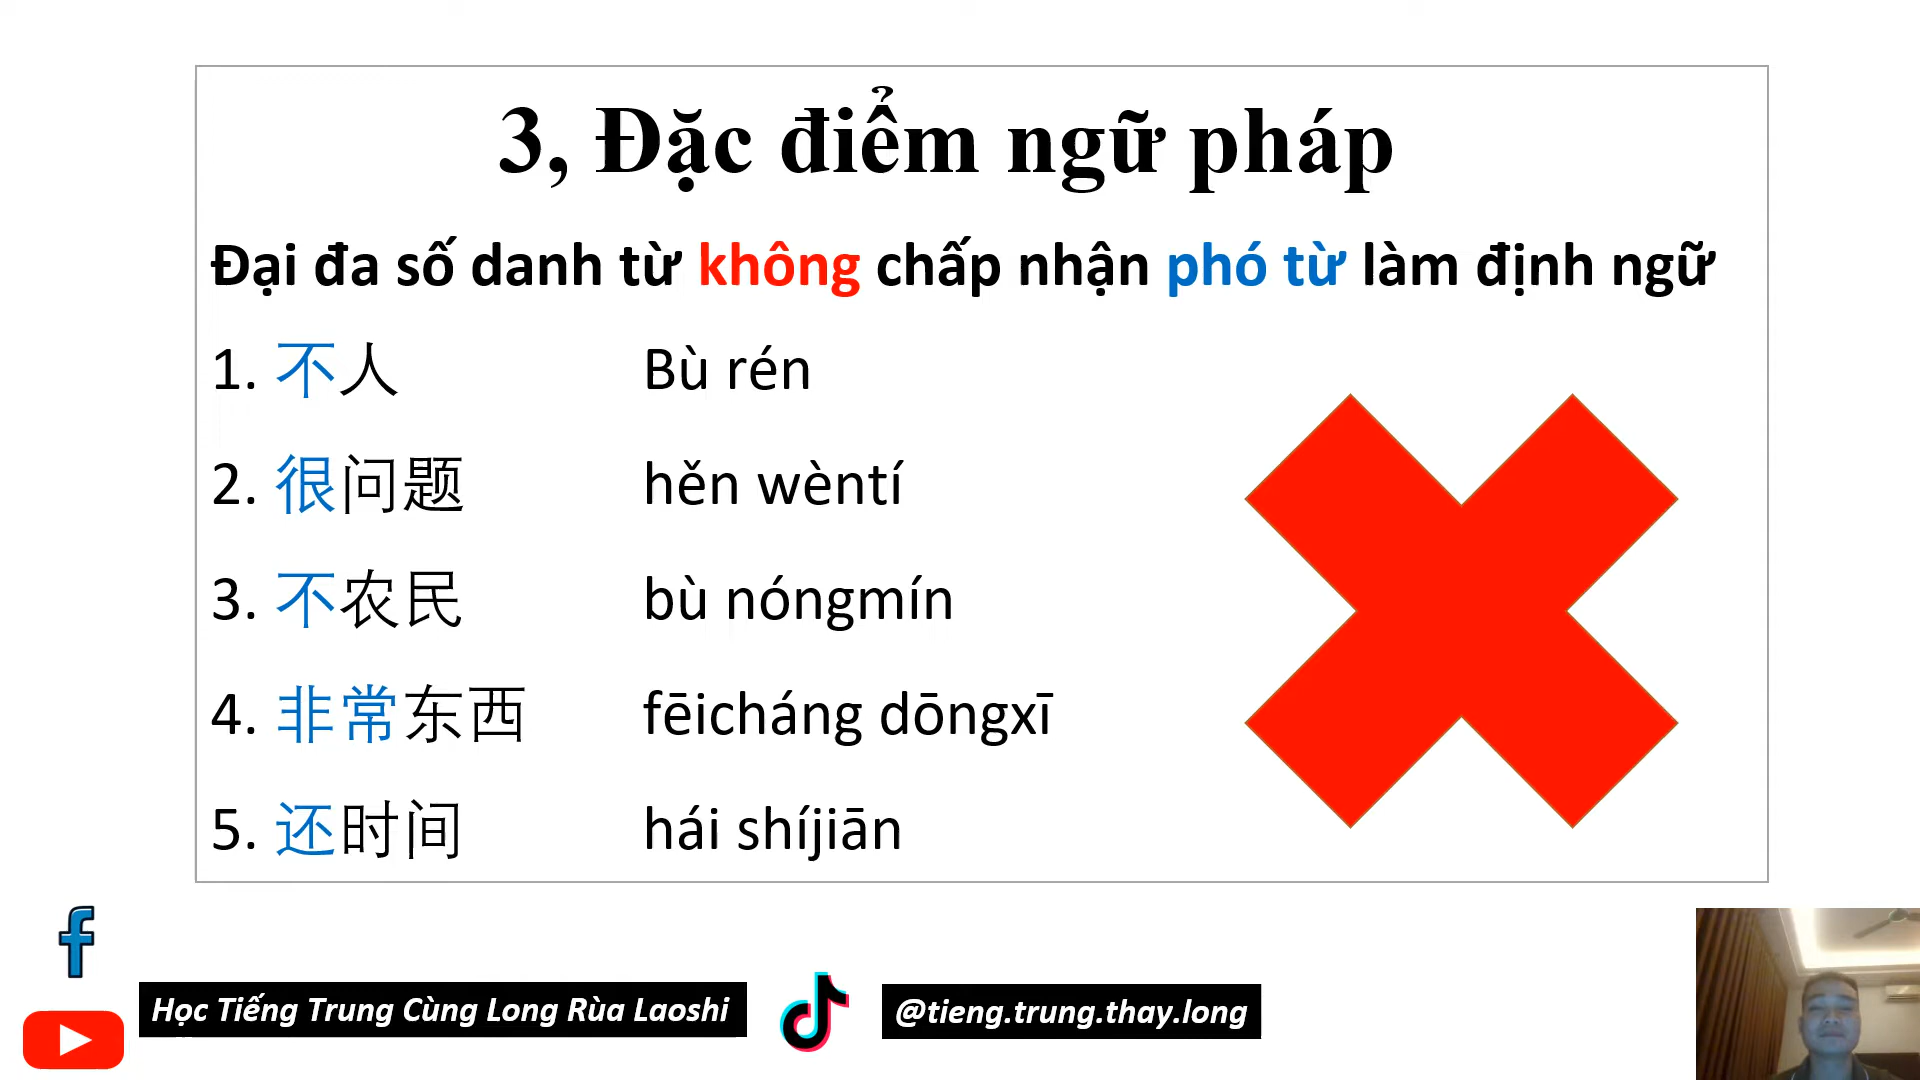 3, Đặc điểm ngữ pháp
Đại đa số danh từ không chấp nhận phó từ làm định ngữ
1. 不人 Bù rén
2. 很问题 hěn wèntí
3. 不农民 bù nóngmín
4. 非常东西 fēicháng dōngxī
5. 还时间 hái shíjiān
Học Tiếng Trung Cùng Long Rùa Laoshi
@tieng.trung.thay.long